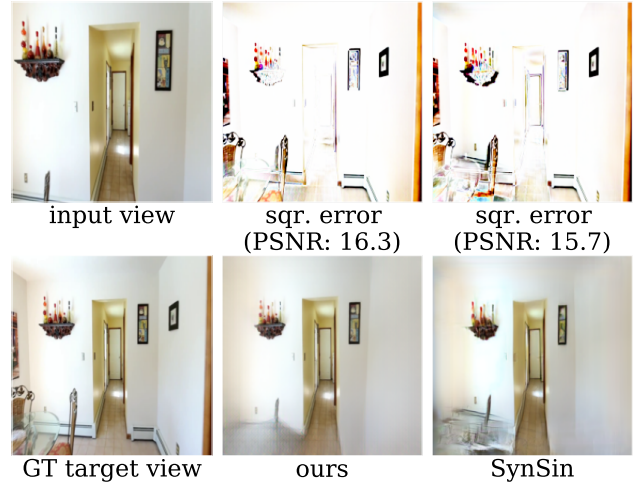 input view
sqr. error
(PSNR: 16.3)
sqr. error
(PSNR: 15.7)
GT target view
ours
SynSin